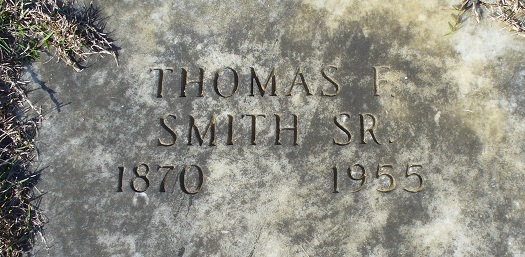 THOMAS F.
SMITH SR.
1870 1955